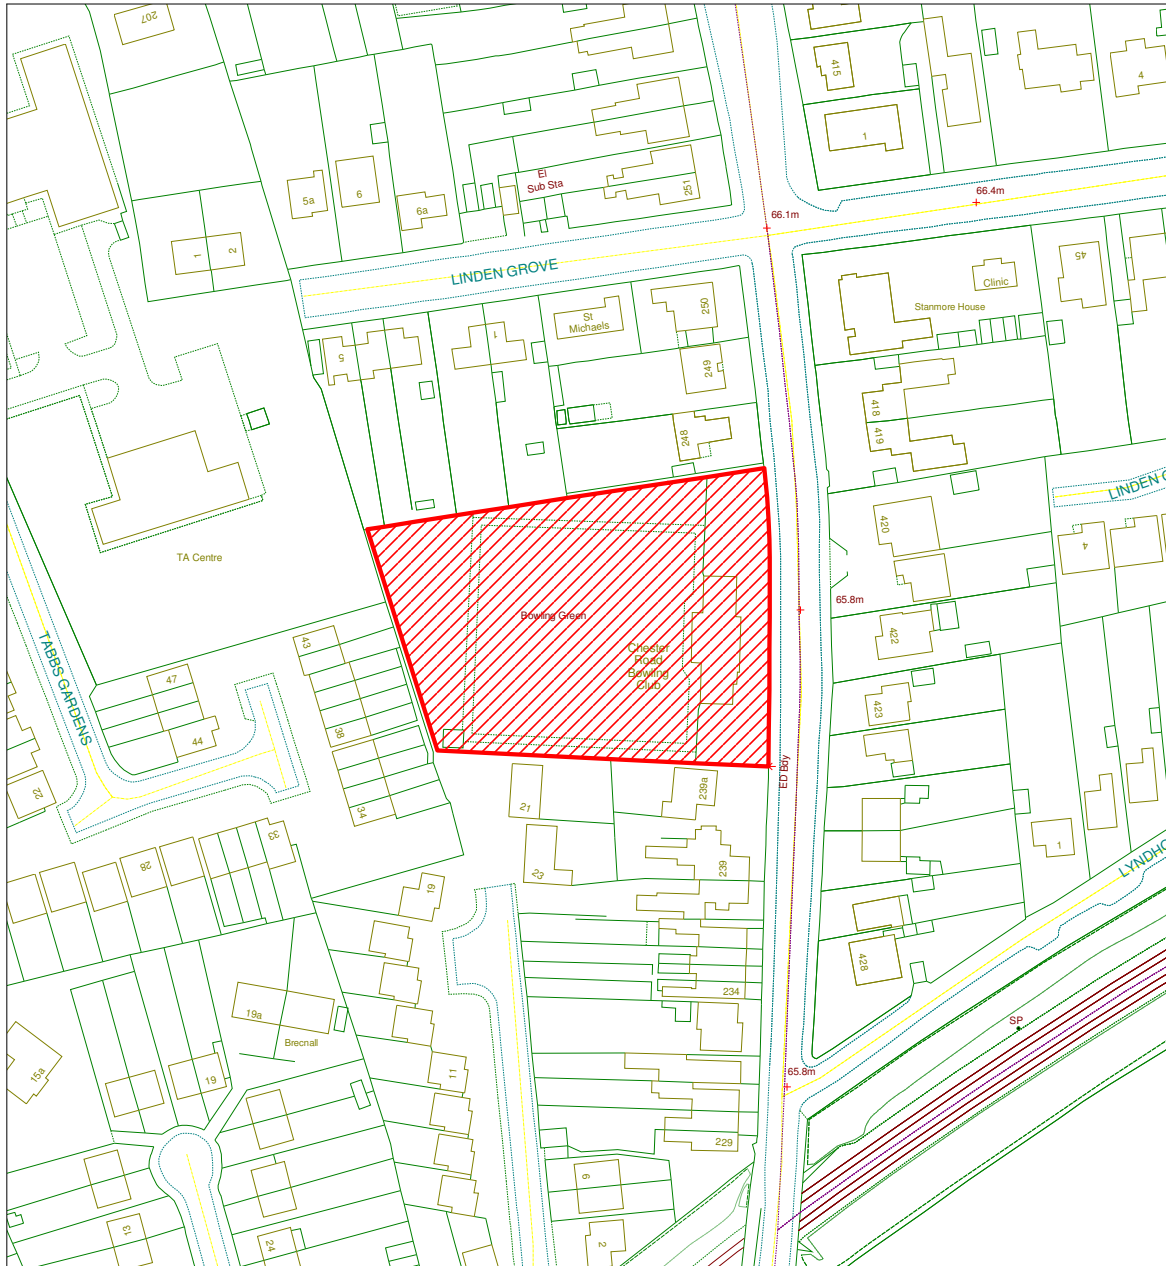 207
415
4
1
El
Sub Sta
251
66.4m
5a
6
6a
66.1m
1
2
LINDEN GROVE
45
Clinic
Stanmore House
St
Michaels
250
1
5
249
418
419
248
LINDEN G
420
4
TA Centre
65.8m
Bowling Green
TABBS GARDENS
43
422
Chester
Road
Bowling
Club
47
44
38
423
ED Bdy
22
21
239a
34
33
1
28
23
239
LYNDHO
19
428
234
19a
SP
Brecnall
15a
19
11
65.8m
229
6
13
24
2